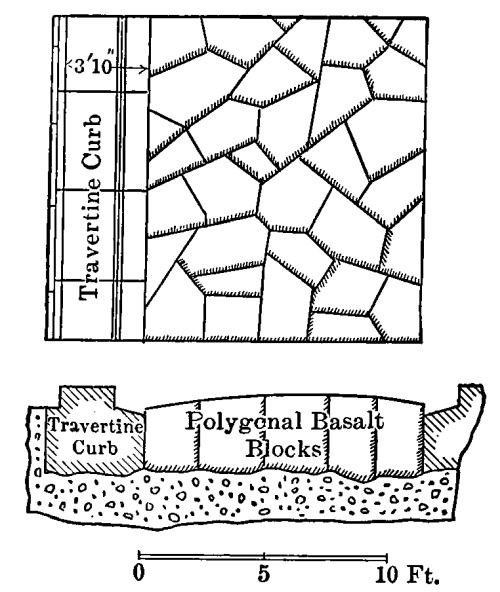 3'10"
Travertine Curb
Travertine
Curb
Polygonal Basalt
Blocks
0 5 10 Ft.